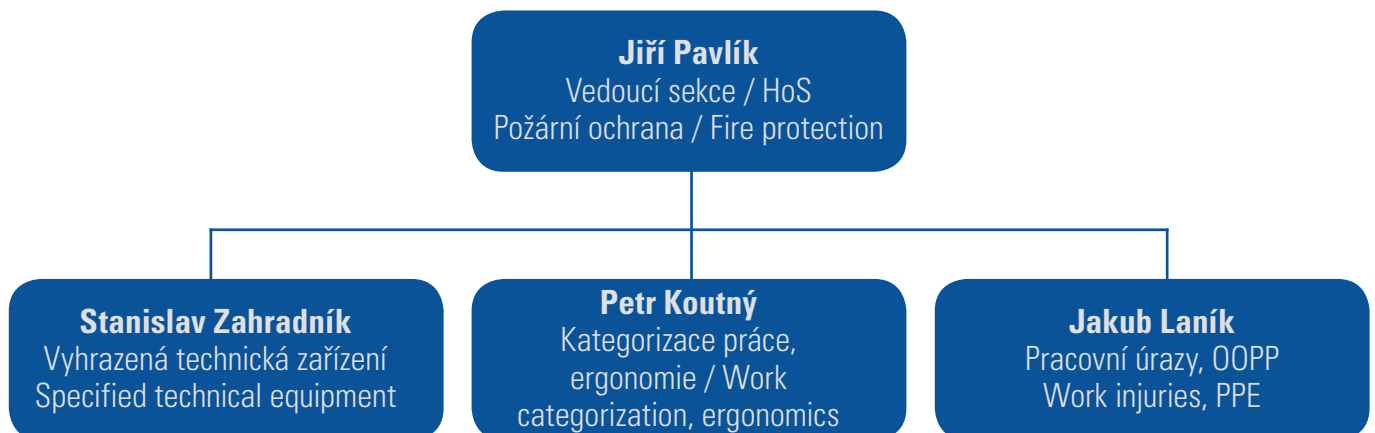 Jiří Pavlík
Vedoucí sekce / HoS
Požární ochrana / Fire protection
Stanislav Zahradník
Vyhrazená technická zařízení
Specified technical equipment
Petr Koutný
Kategorizace práce,
ergonomie / Work
categorization, ergonomics
Jakub Laník
Pracovní úrazy, OOPP
Work injuries, PPE